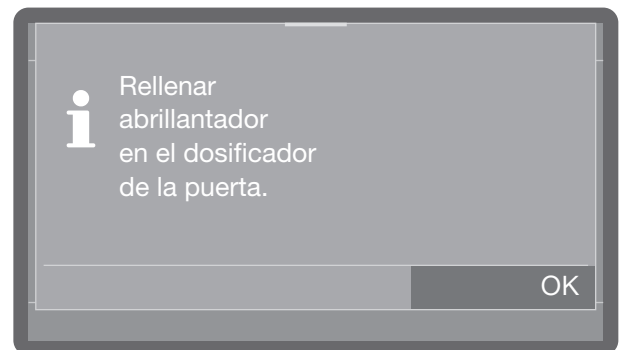 Rellenar
abrillantador
en el dosificador
de la puerta.
OK